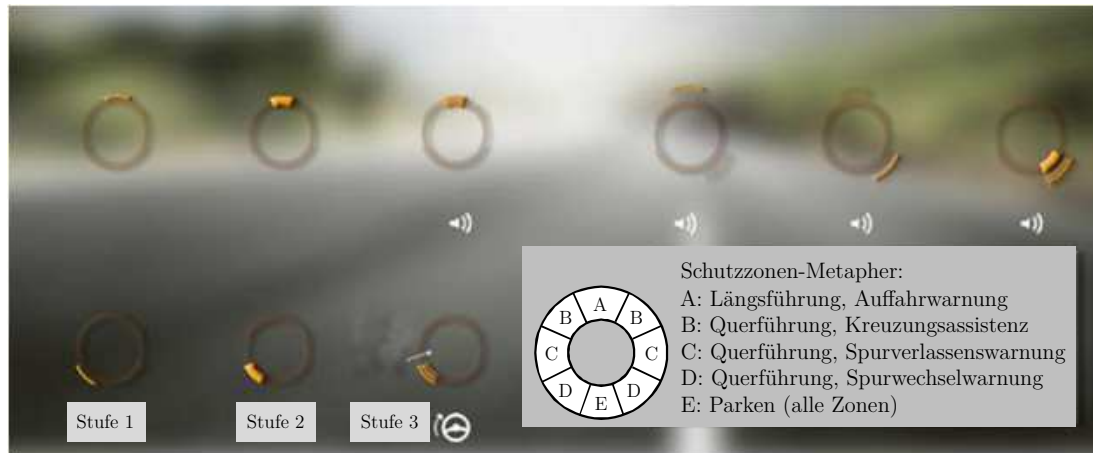 Schutzzonen-Metapher:
A: Längsführung, Auffahrwarnung
B: Querführung, Kreuzungsassistenz
C: Querführung, Spurverlassenswarnung
D: Querführung, Spurwechselwarnung
E: Parken (alle Zonen)
A
B B
C C
D D
E
Stufe 1
Stufe 2
Stufe 3